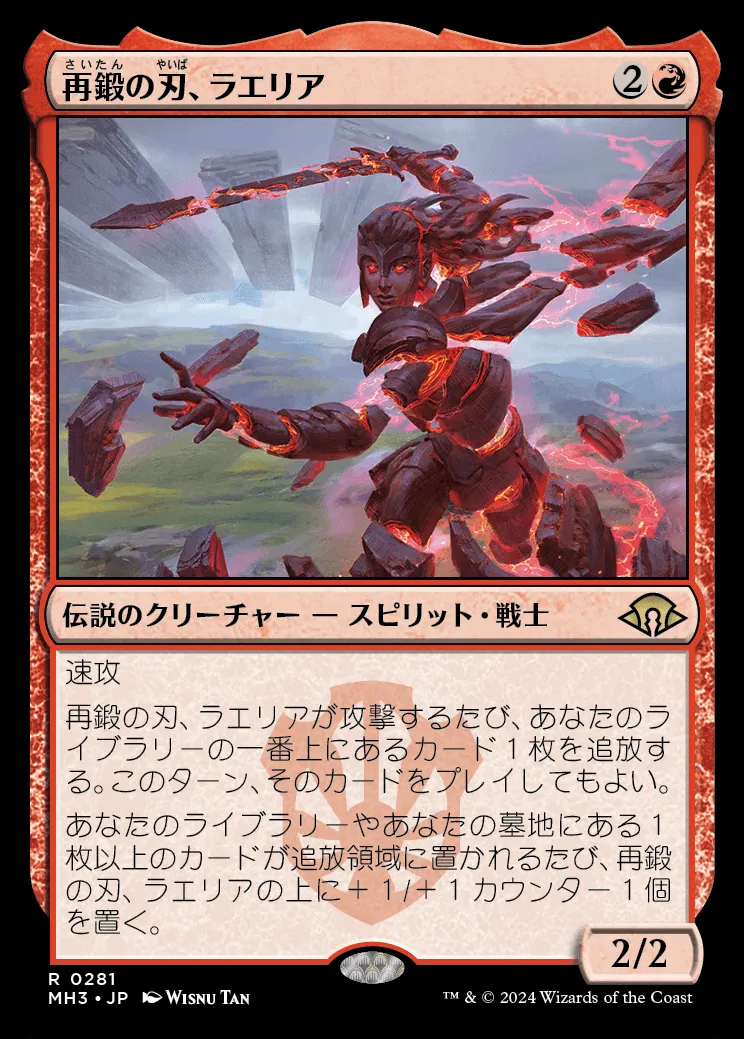 さいたん やいば
再鍛の刃、ラエリア 2
伝説のクリーチャー — スピリット・戦士
速攻
再鍛の刃、ラエリアが攻撃するたび、あなたのラ
イブラリーの一番上にあるカード1枚を追放す
る。このターン、そのカードをプレイしてもよい。
あなたのライブラリーやあなたの墓地にある1
枚以上のカードが追放領域に置かれるたび、再鍛
の刃、ラエリアの上に+1/+1カウンター1個
を置く。
2/2
R 0281
MH3 • JP WISNU TAN
™ & © 2024 Wizards of the Coast